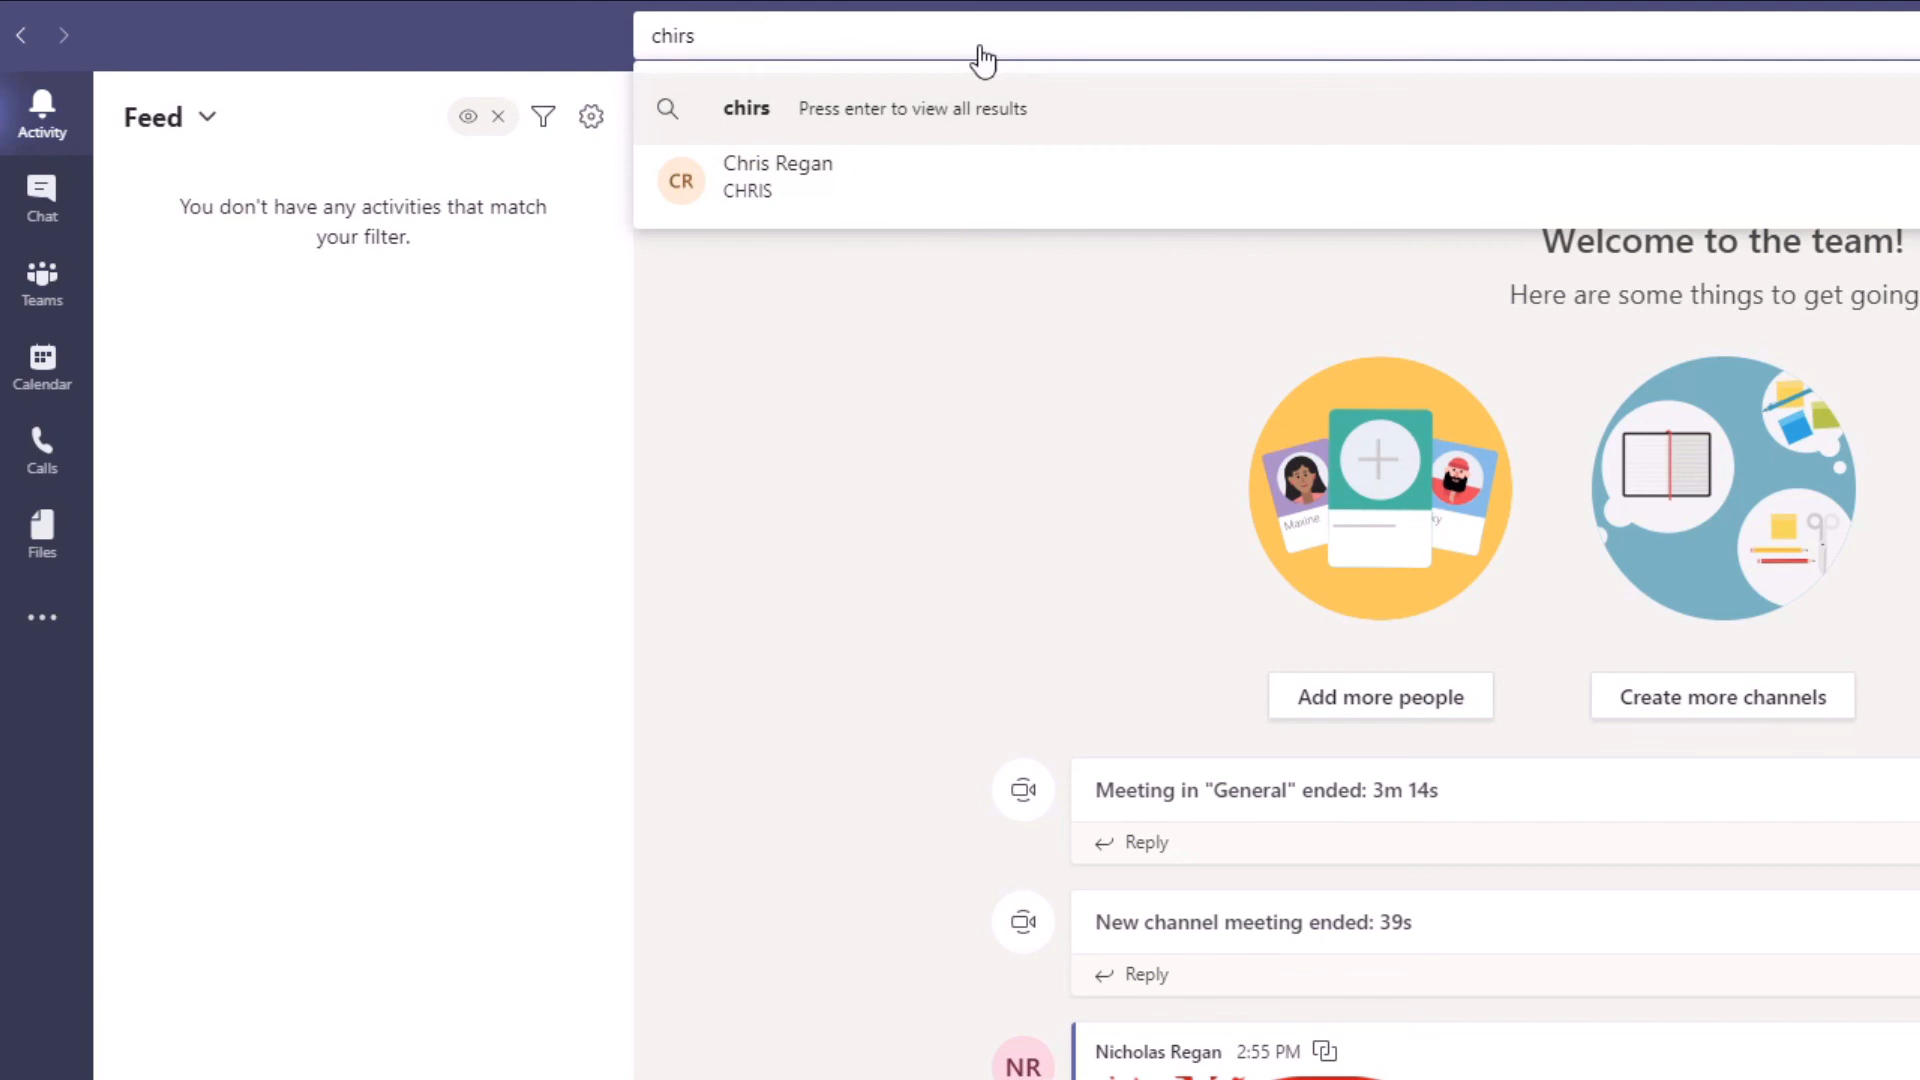 chirs
chirs Press enter to view all results
Chris Regan
CHRIS
CR
Feed
Activity
Chat
Teams
Calendar
Calls
Files
You don't have any activities that match
your filter.
Welcome to the team!
Here are some things to get going
Maxine
ky
Add more people
Create more channels
Meeting in "General" ended: 3m 14s
Reply
New channel meeting ended: 39s
Reply
NR
Nicholas Regan 2:55 PM